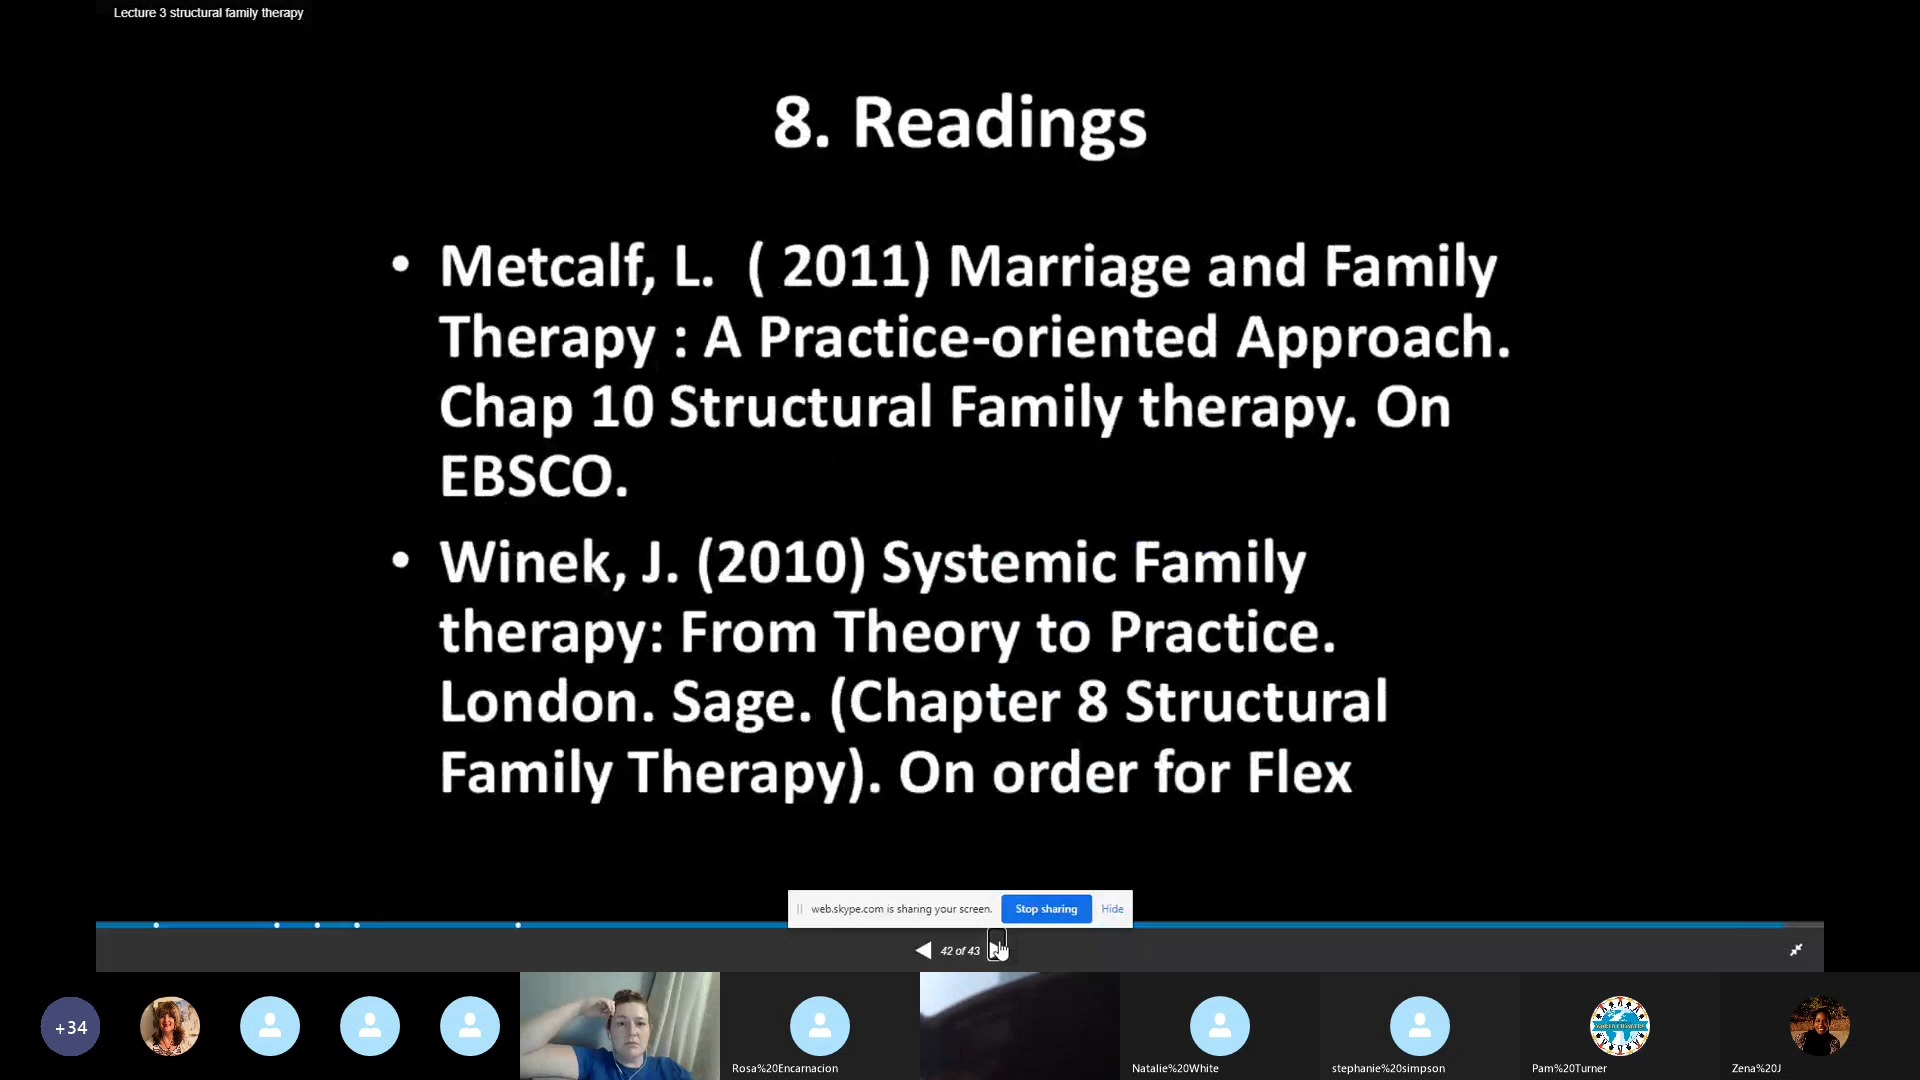 Lecture 3 structural family therapy
8. Readings
• Metcalf, L.  ( 2011) Marriage and Family
Therapy : A Practice-oriented Approach.
Chap 10 Structural Family therapy. On
EBSCO.
• Winek, J. (2010) Systemic Family
therapy: From Theory to Practice.
London. Sage. (Chapter 8 Structural
Family Therapy). On order for Flex
web.skype.com is sharing your screen. Stop sharing Hide
42 of 43
+34
Rosa%20Encarnacion
Natalie%20White
stephanie%20simpson
Pam%20Turner
Zena%20J